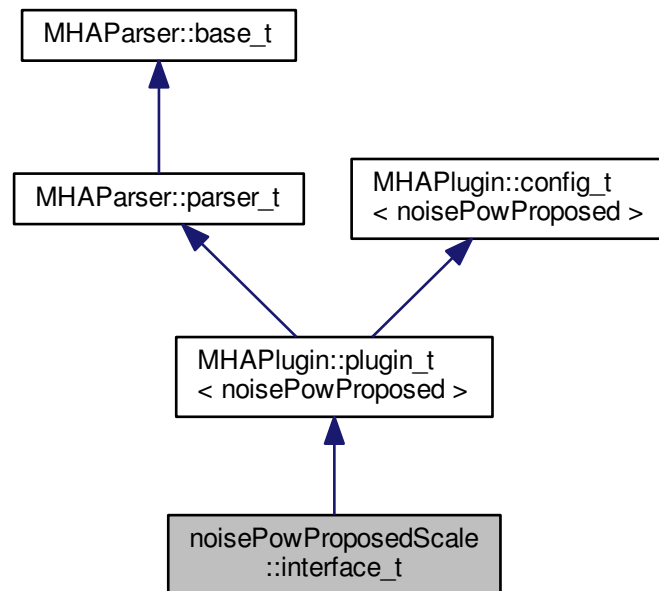 MHAParser::base_t
MHAParser::parser_t
MHAPlugin::config_t
< noisePowProposed >
MHAPlugin::plugin_t
< noisePowProposed >
noisePowProposedScale
::interface_t